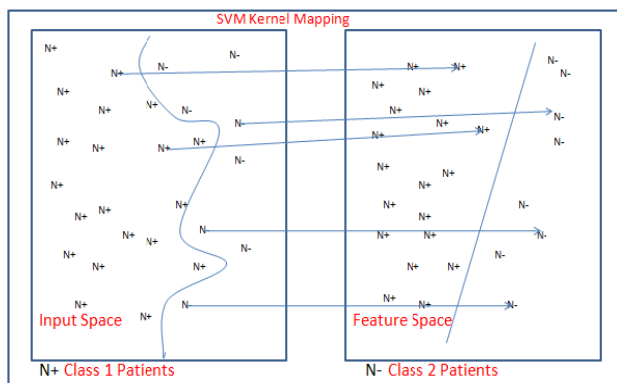 SVM Kernel Mapping
N+
N-
N-
N+
N+
N+
N+
N-
N-
N+
N+
N+
N+
N-
N+
N+
N+
N-
N+
N+
N-
N+
N+
N+
N+
N-
N+
Input Space
N-
N+
N+
N-
N+
N+
N+
N-
N+
N+
N+
N-
N+
N+
N+
N-
N+
N+
N+
N+
N-
N-
N+
N+
N+
N+
N-
Feature Space
N+ Class 1 Patients
N- Class 2 Patients